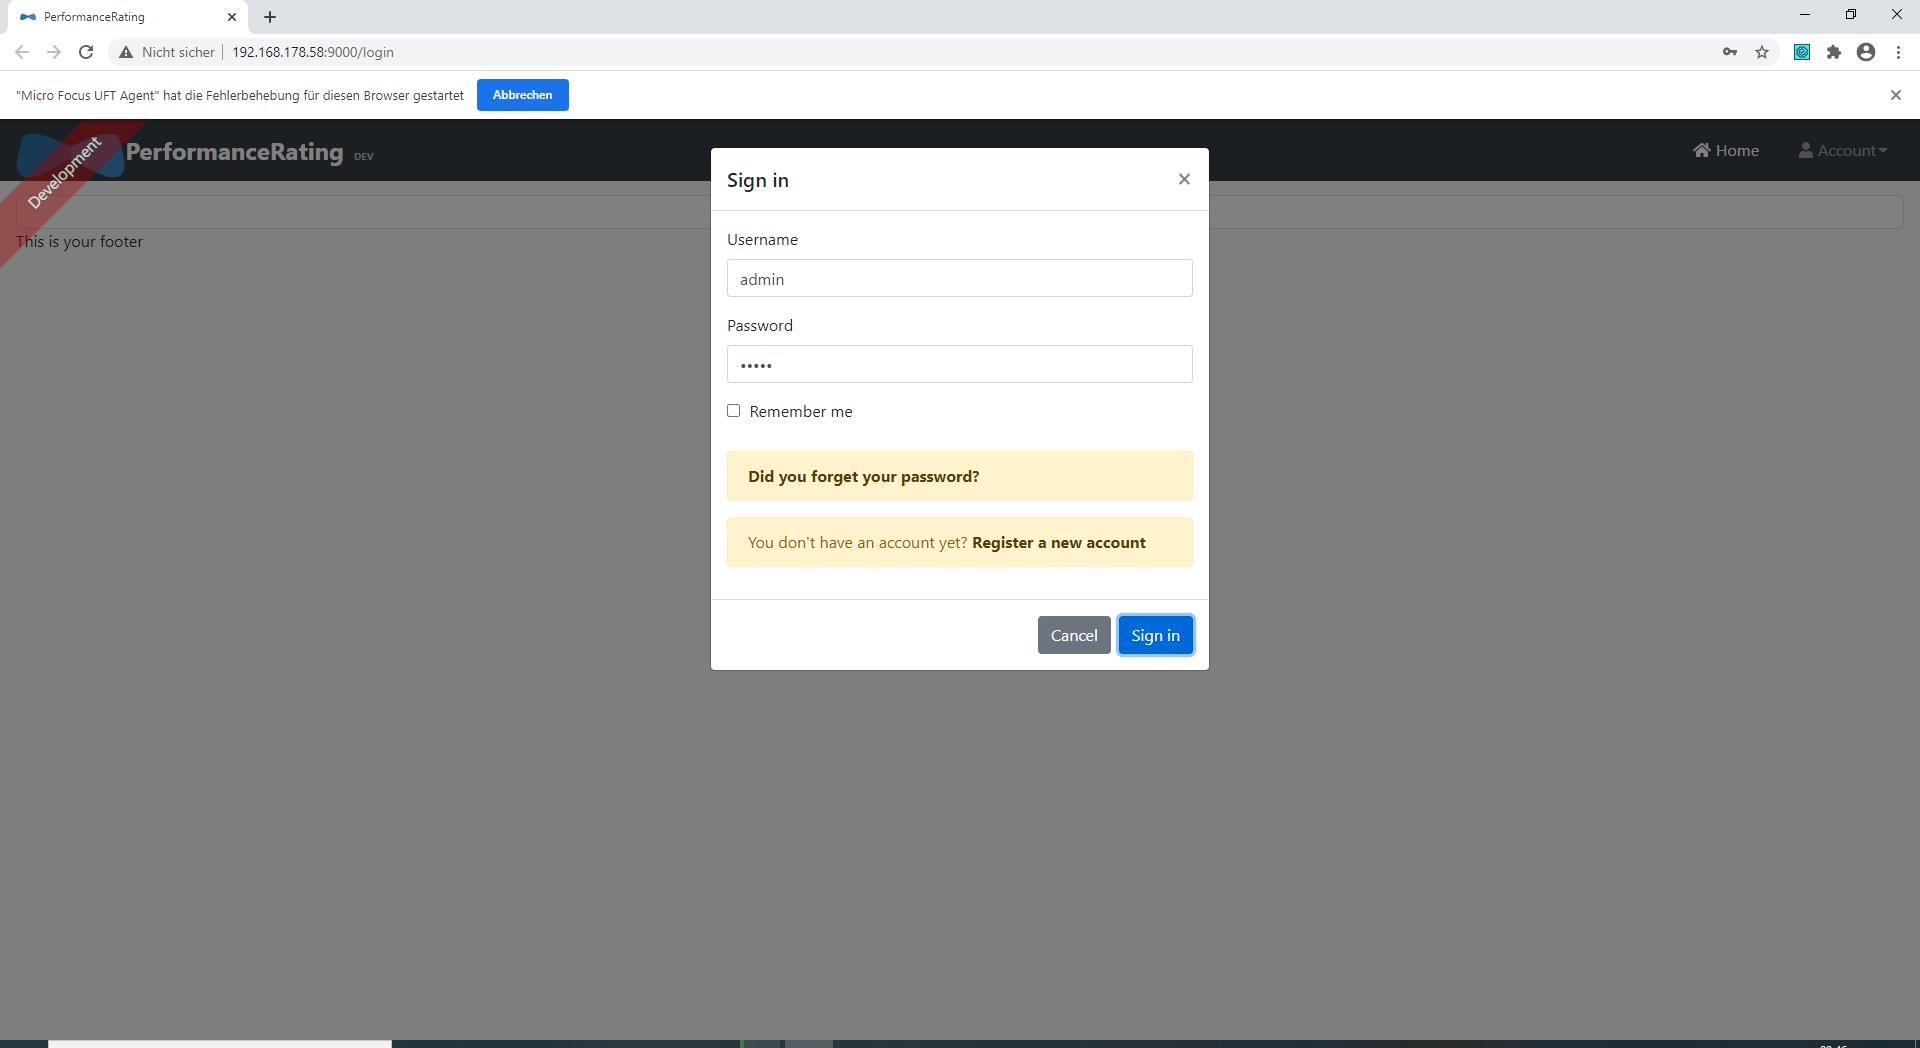 PerformanceRating
Nicht sicher
192.168.178.58:9000/login
"Micro Focus UFT Agent" hat die Fehlerbehebung für diesen Browser gestartet
Abbrechen
Development
PerformanceRating DEV
Home
Account
This is your footer
Sign in
Username
admin
Password
•••••
Remember me
Did you forget your password?
You don't have an account yet? Register a new account
Cancel
Sign in